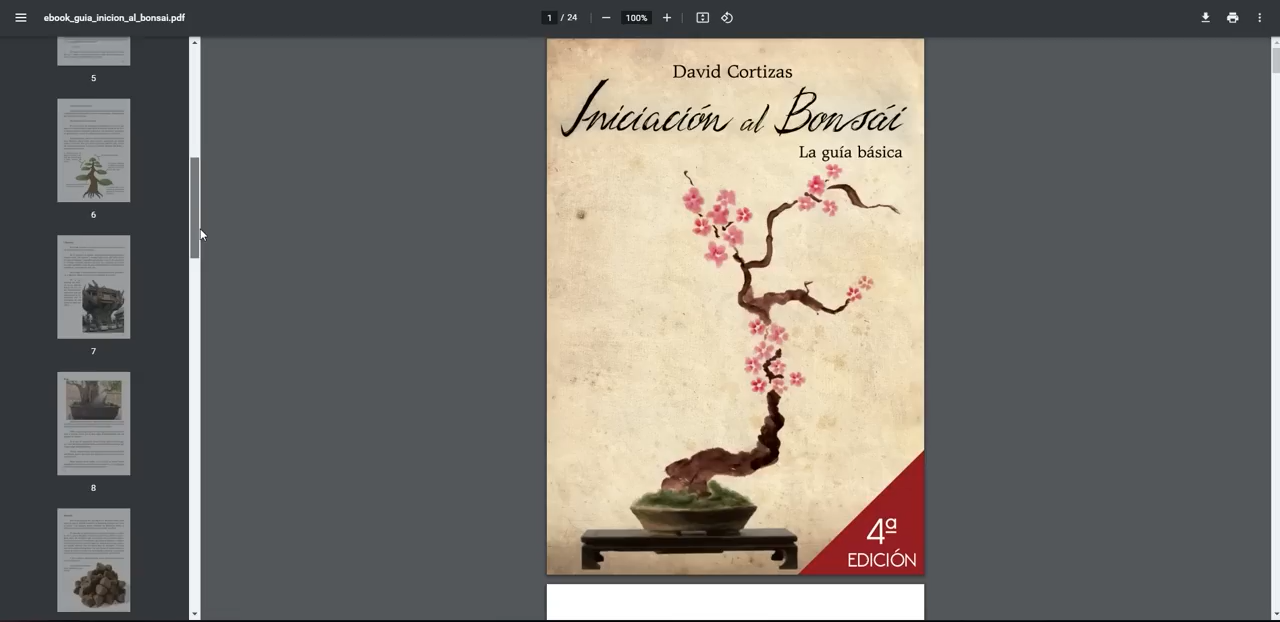 ebook_guia_inicion_al_bonsai.pdf
1 / 24
100%
5
6
7
8
David Cortizas
Iniciación al Bonsái
La guía básica
4ª
EDICIÓN